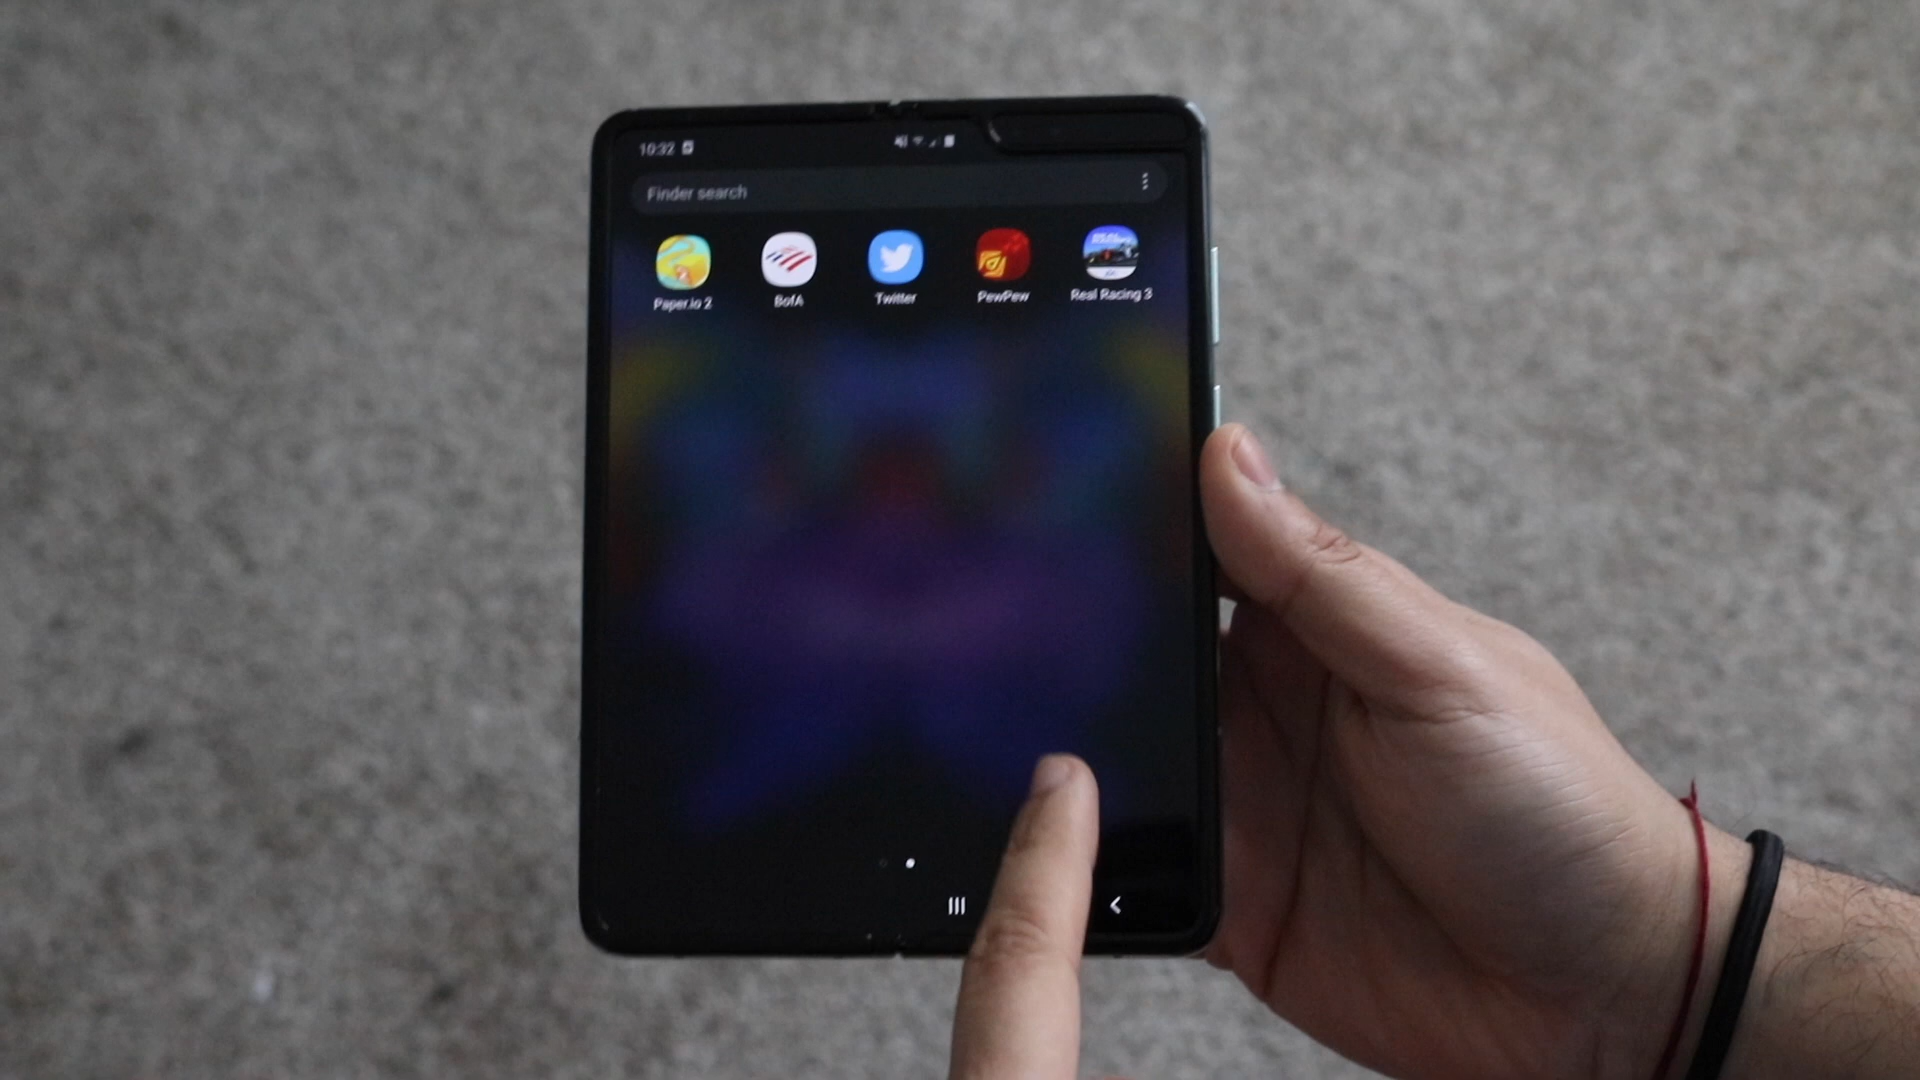 10:32
Finder search
Paper.io 2
BofA
Twitter
PewPew
Real Racing 3